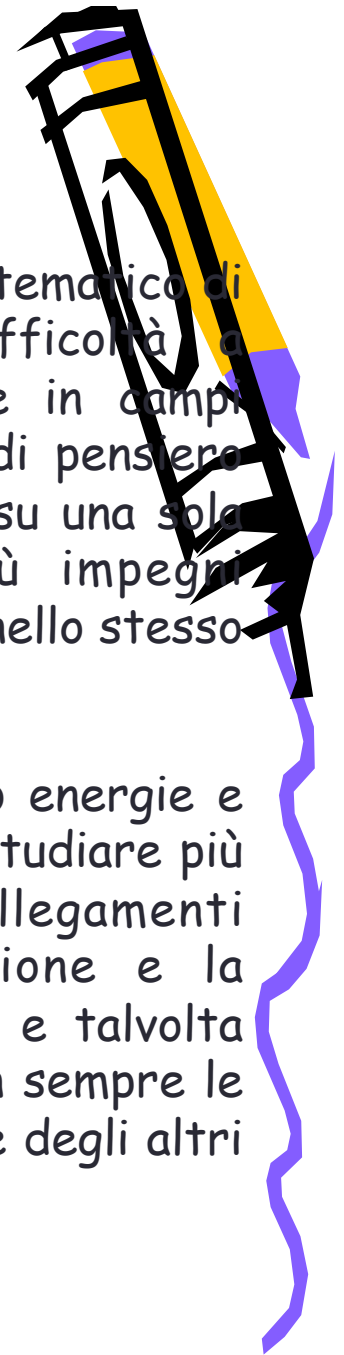 tematico di
fficoltà a
e in campi
di pensiero
su una sola
ù impegni
nello stesso
o energie e
tudiare più
llegamenti
ione e la
e talvolta
sempre le
e degli altri